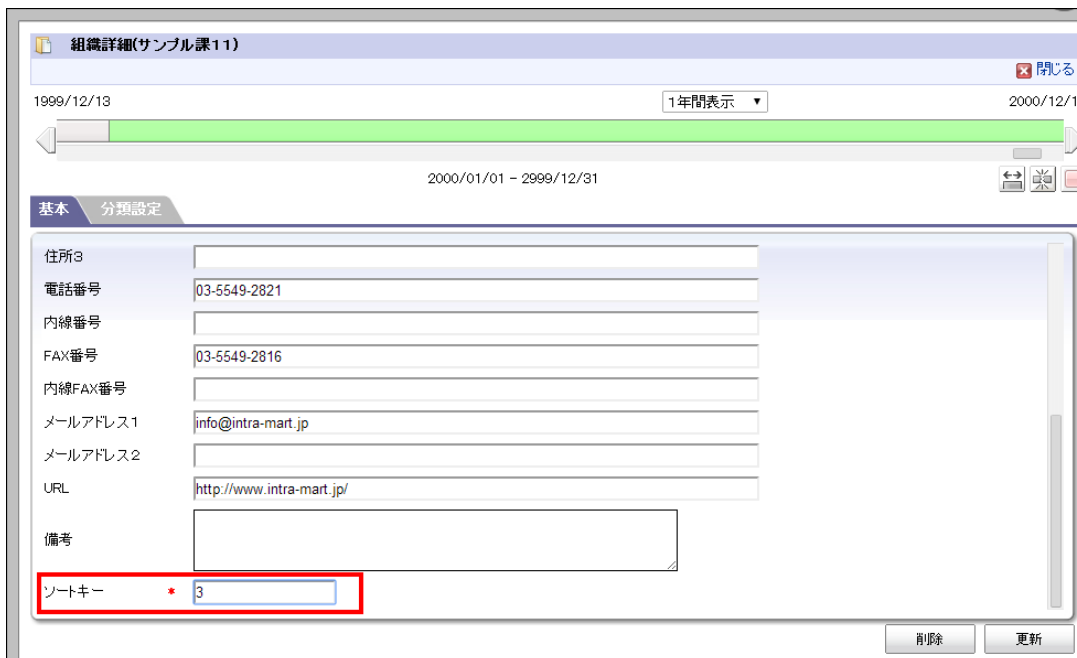 組織詳細(サンプル課11)
閉じる
1999/12/13 1年間表示 2000/12/1
2000/01/01 - 2999/12/31
基本 分類設定
住所3
電話番号 03-5549-2821
内線番号
FAX番号 03-5549-2816
内線FAX番号
メールアドレス1 info@intra-mart.jp
メールアドレス2
URL http://www.intra-mart.jp/
備考
ソートキー * 3
削除 更新